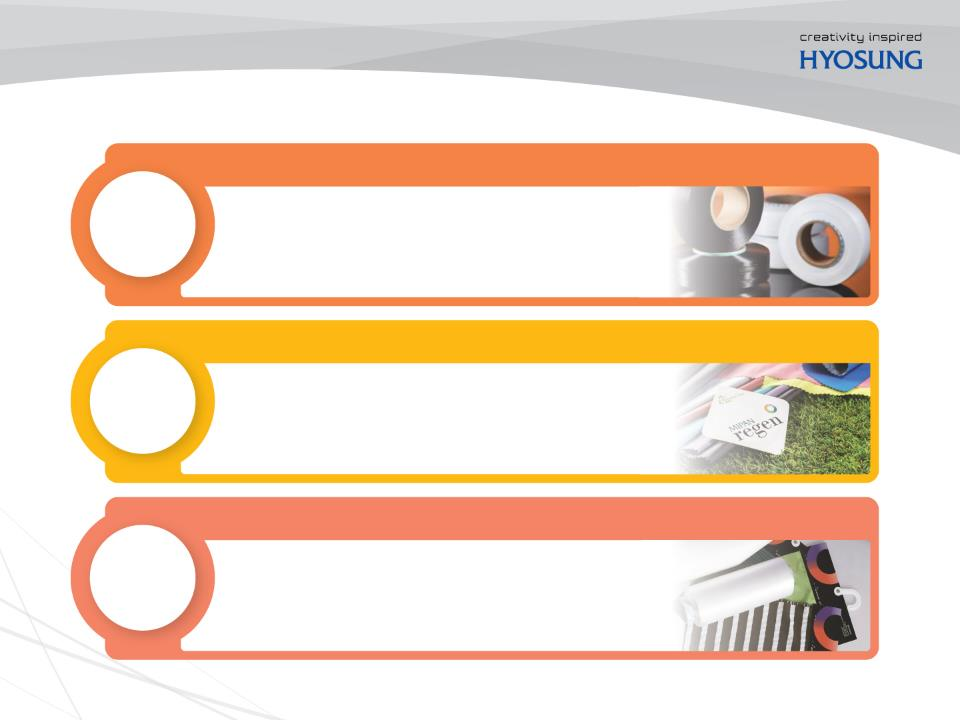 creativity inspired
HYOSUNG
MIPAN
regen